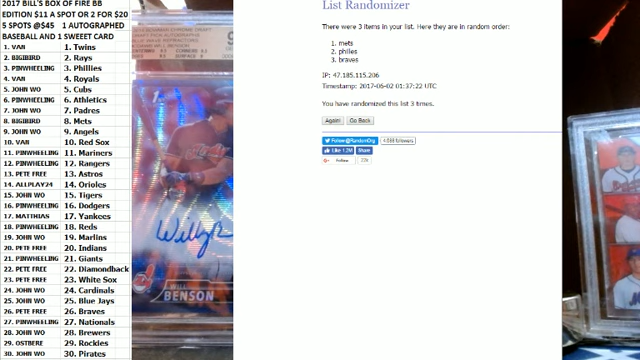 2017 BILL'S BOX OF FIRE BB
EDITION $11 A SPOT OR 2 FOR $20
5 SPOTS @$45 1 AUTOGRAPHED
BASEBALL AND 1 SWEEET CARD
1. VAN 1. Twins
2. BIGIBIRD 2. Rays
3. PINWHEELING 3. Phillies
4. VAN 4. Royals
5. JOHN WO 5. Cubs
6. PINWHEELING 6. Athletics
7. JOHN WO 7. Padres
8. BIGIBIRD 8. Mets
9. JOHN WO 9. Angels
10. VAN 10. Red Sox
11. PINWHEELING 11. Mariners
12. PINWHEELING 12. Rangers
13. PETE FREE 13. Astros
14. ALLPLAY24 14. Orioles
15. JOHN WO 15. Tigers
16. PINWHEELING 16. Dodgers
17. MATTHIAS 17. Yankees
18. PINWHEELING 18. Reds
19. JOHN WO 19. Marlins
20. PETE FREE 20. Indians
21. PINWHEELING 21. Giants
22. PETE FREE 22. Diamondback
23. PETE FREE 23. White Sox
24. JOHN WO 24. Cardinals
25. JOHN WO 25. Blue Jays
26. PETE FREE 26. Braves
27. PINWHEELING 27. Nationals
28. JOHN WO 28. Brewers
29. OSTBERE 29. Rockies
30. JOHN WO 30. Pirates
WILL
BENSON
List Randomizer
There were 3 items in your list. Here they are in random order:
1. mets
2. philies
3. braves
IP: 47.185.115.206
Timestamp: 2017-06-02 01:37:22 UTC
You have randomized this list 3 times.
Again! Go Back
Follow @RandomOrg
Like 1.2M Share
Follow